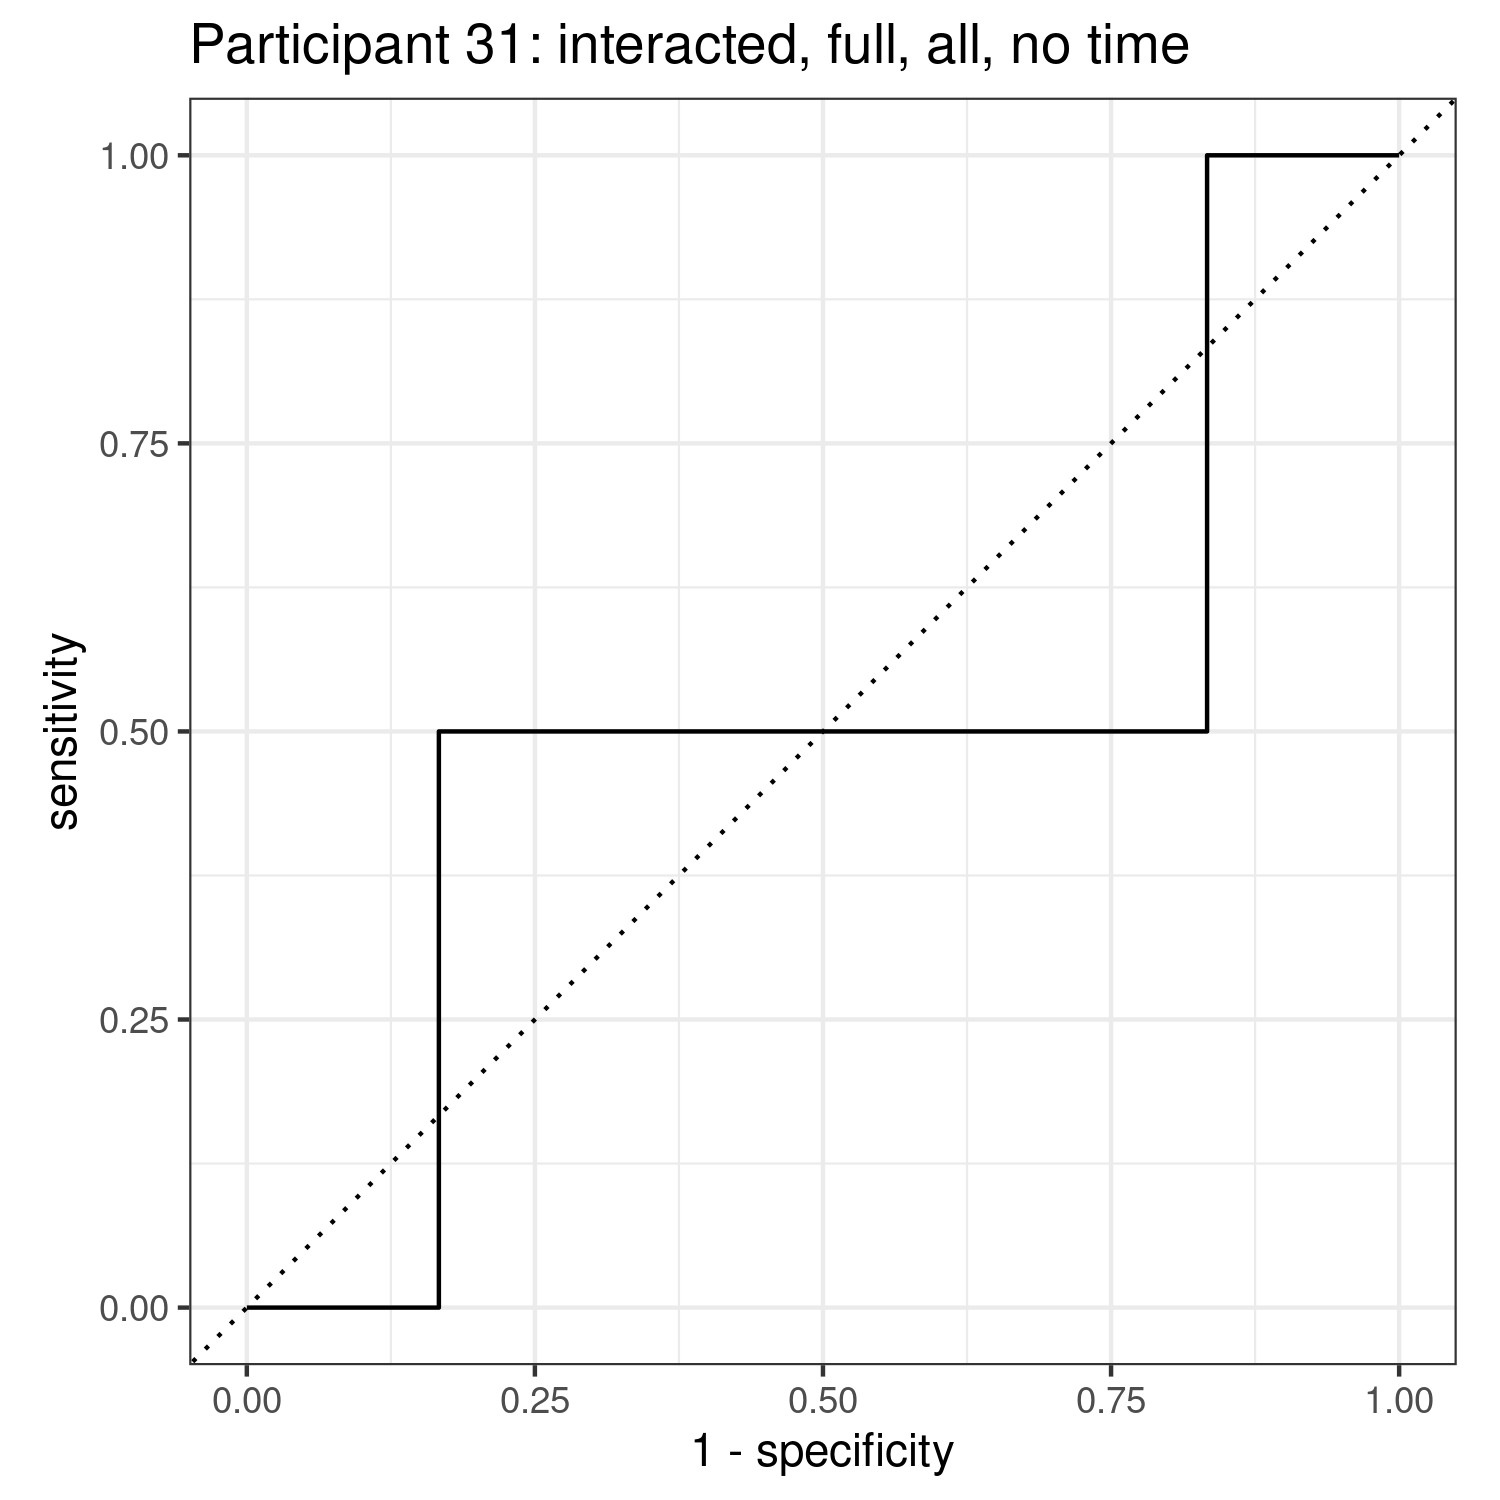 Participant 31: interacted, full, all, no time
1.00
0.75
0.50
0.25
0.00
sensitivity
0.00 0.25 0.50 0.75 1.00
1 - specificity